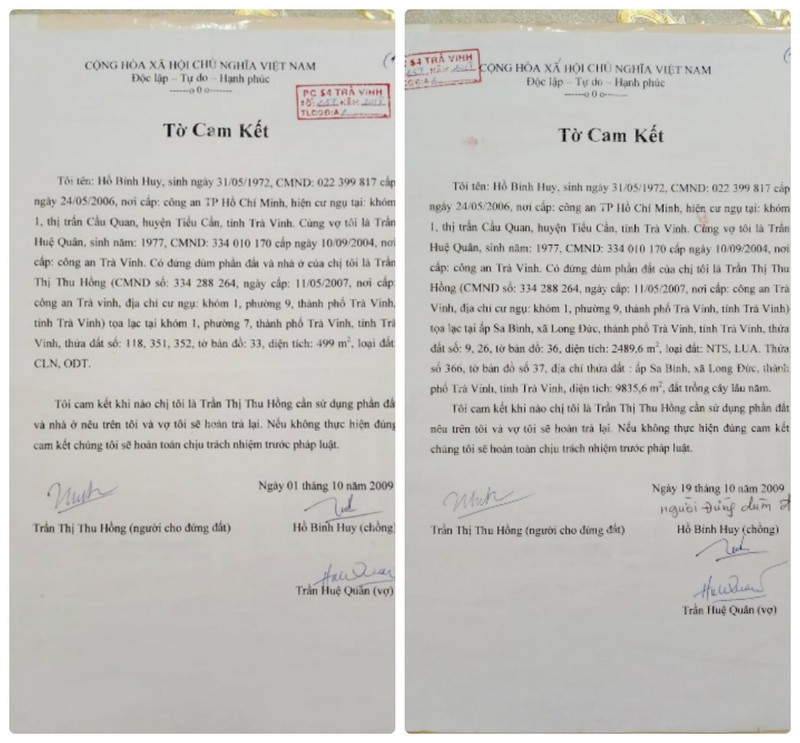 CỘNG HÒA XÃ HỘI CHỦ NGHĨA VIỆT NAM
Độc lập – Tự do – Hạnh phúc
-----o0o-----
PC 54 TRÀ VINH
TLCGĐ:A
Tờ Cam Kết
Tôi tên: Hồ Bỉnh Huy, sinh ngày 31/05/1972, CMND: 022 399 817 cấp
ngày 24/05/2006, nơi cấp: công an TP Hồ Chí Minh, hiện cư ngụ tại: khóm
1, thị trấn Cầu Quan, huyện Tiểu Cần, tỉnh Trà Vinh. Cùng vợ tôi là Trần
Huệ Quân, sinh năm: 1977, CMND: 334 010 170 cấp ngày 10/09/2004, nơi
cấp: công an Trà Vinh. Có đứng dùm phần đất và nhà ở của chị tôi là Trần
Thị Thu Hồng (CMND số: 334 288 264, ngày cấp: 11/05/2007, nơi cấp:
công an Trà vinh, địa chỉ cư ngụ: khóm 1, phường 9, thành phố Trà Vinh,
tỉnh Trà Vinh) tọa lạc tại khóm 1, phường 7, thành phố Trà Vinh, tỉnh Trà
Vinh, thửa đất số: 118, 351, 352, tờ bản đồ: 33, diện tích: 499 m², loại đất:
CLN, ODT.
Tôi cam kết khi nào chị tôi là Trần Thị Thu Hồng cần sử dụng phần đấ
và nhà ở nêu trên tôi và vợ tôi sẽ hoàn trả lại. Nếu không thực hiện đúng
cam kết chúng tôi sẽ hoàn toàn chịu trách nhiệm trước pháp luật.
Ngày 01 tháng 10 năm 2009
Trần Thị Thu Hồng (người cho đứng đất)
Hồ Bỉnh Huy (chồng)
Trần Huệ Quân (vợ)
CỘNG HÒA XÃ HỘI CHỦ NGHĨA VIỆT NAM
Độc lập – Tự do – Hạnh phúc
-----o0o-----
54 TRÀ VINH
Tờ Cam Kết
Tôi tên: Hồ Bỉnh Huy, sinh ngày 31/05/1972, CMND: 022 399 817 cấp
ngày 24/05/2006, nơi cấp: công an TP Hồ Chí Minh, hiện cư ngụ tại: khóm
1, thị trấn Cầu Quan, huyện Tiểu Cần, tỉnh Trà Vinh. Cùng vợ tôi là Trần
Huệ Quân, sinh năm: 1977, CMND: 334 010 170 cấp ngày 10/09/2004, nơi
cấp: công an Trà Vinh. Có đứng dùm phần đất của chị tôi là Trần Thị Thu
Hồng (CMND số: 334 288 264, ngày cấp: 11/05/2007, nơi cấp: công an Trà
Vinh, địa chỉ cư ngụ: khóm 1, phường 9, thành phố Trà Vinh, tỉnh Trà Vinh)
tọa lạc tại ấp Sa Bình, xã Long Đức, thành phố Trà Vinh, tỉnh Trà Vinh, thửa
đất số: 9, 26, tờ bản đồ: 36, diện tích: 2489,6 m², loại đất: NTS, LUA. Thửa
số 366, tờ bản đồ số 37, địa chỉ thửa đất : ấp Sa Bình, xã Long Đức, thành
phố Trà Vinh, tỉnh Trà Vinh, diện tích: 9835,6 m², đất trồng cây lâu năm.
Tôi cam kết khi nào chị tôi là Trần Thị Thu Hồng cần sử dụng phần đất
nêu trên tôi và vợ tôi sẽ hoàn trả lại. Nếu không thực hiện đúng cam kết
chúng tôi sẽ hoàn toàn chịu trách nhiệm trước pháp luật.
Ngày 19 tháng 10 năm 2009
người đứng dùm đ
Trần Thị Thu Hồng (người cho đứng đất)
Hồ Bỉnh Huy (chồng)
Trần Huệ Quân (vợ)